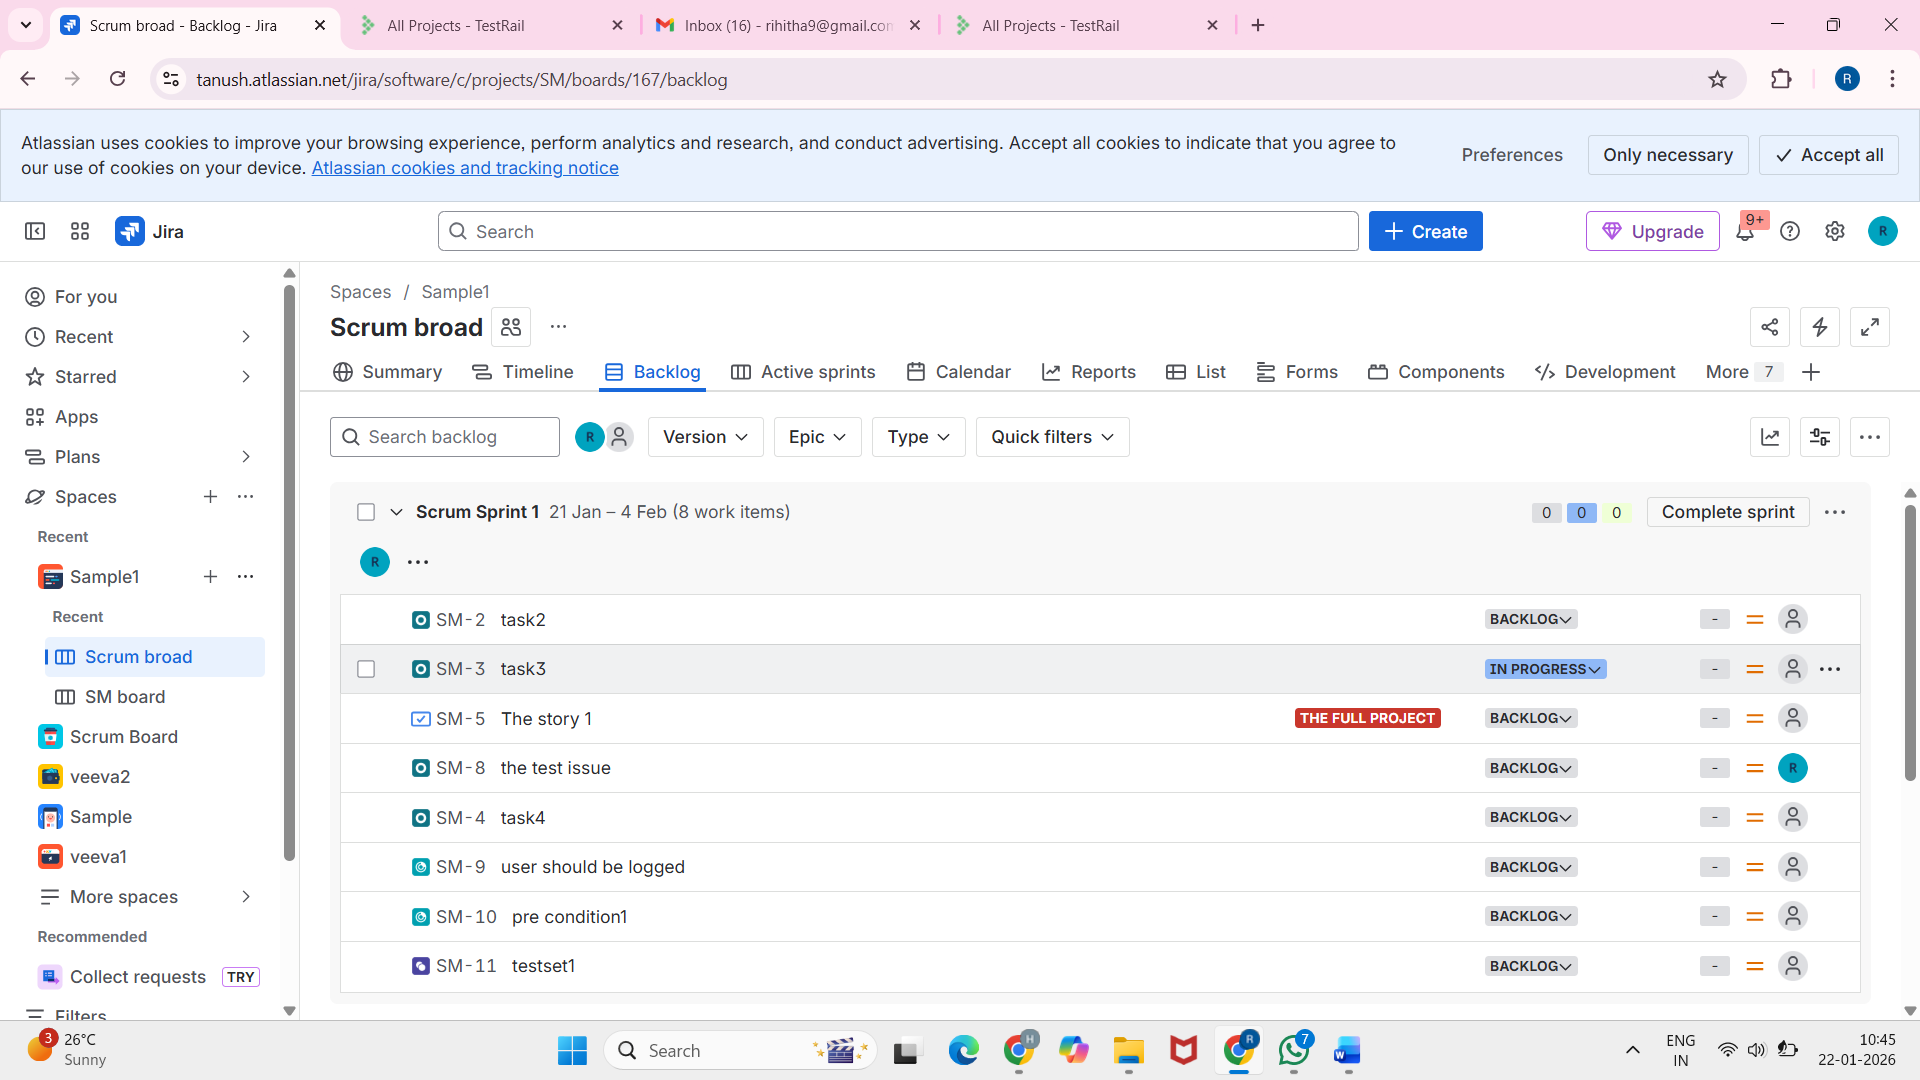 Scrum broad - Backlog - Jira
All Projects - TestRail
Inbox (16) - rihitha9@gmail.con
All Projects - TestRail
tanush.atlassian.net/jira/software/c/projects/SM/boards/167/backlog
R
Atlassian uses cookies to improve your browsing experience, perform analytics and research, and conduct advertising. Accept all cookies to indicate that you agree to
our use of cookies on your device. Atlassian cookies and tracking notice
Preferences
Only necessary
Accept all
Jira
Search
Create
Upgrade
9+
R
For you
Recent
Starred
Apps
Plans
Spaces
Recent
Sample1
Recent
Scrum broad
SM board
Scrum Board
veeva2
Sample
veeva1
More spaces
Recommended
Collect requests TRY
Filters
Spaces / Sample1
Scrum broad
Summary
Timeline
Backlog
Active sprints
Calendar
Reports
List
Forms
Components
Development
More 7
Search backlog
R
Version
Epic
Type
Quick filters
Scrum Sprint 1 21 Jan – 4 Feb (8 work items)
0 0 0
Complete sprint
R
SM-2 task2 BACKLOG -
SM-3 task3 IN PROGRESS -
SM-5 The story 1 THE FULL PROJECT BACKLOG -
SM-8 the test issue BACKLOG - R
SM-4 task4 BACKLOG -
SM-9 user should be logged BACKLOG -
SM-10 pre condition1 BACKLOG -
SM-11 testset1 BACKLOG -
3
26°C
Sunny
Search
H
R
7
W
ENG
IN
10:45
22-01-2026